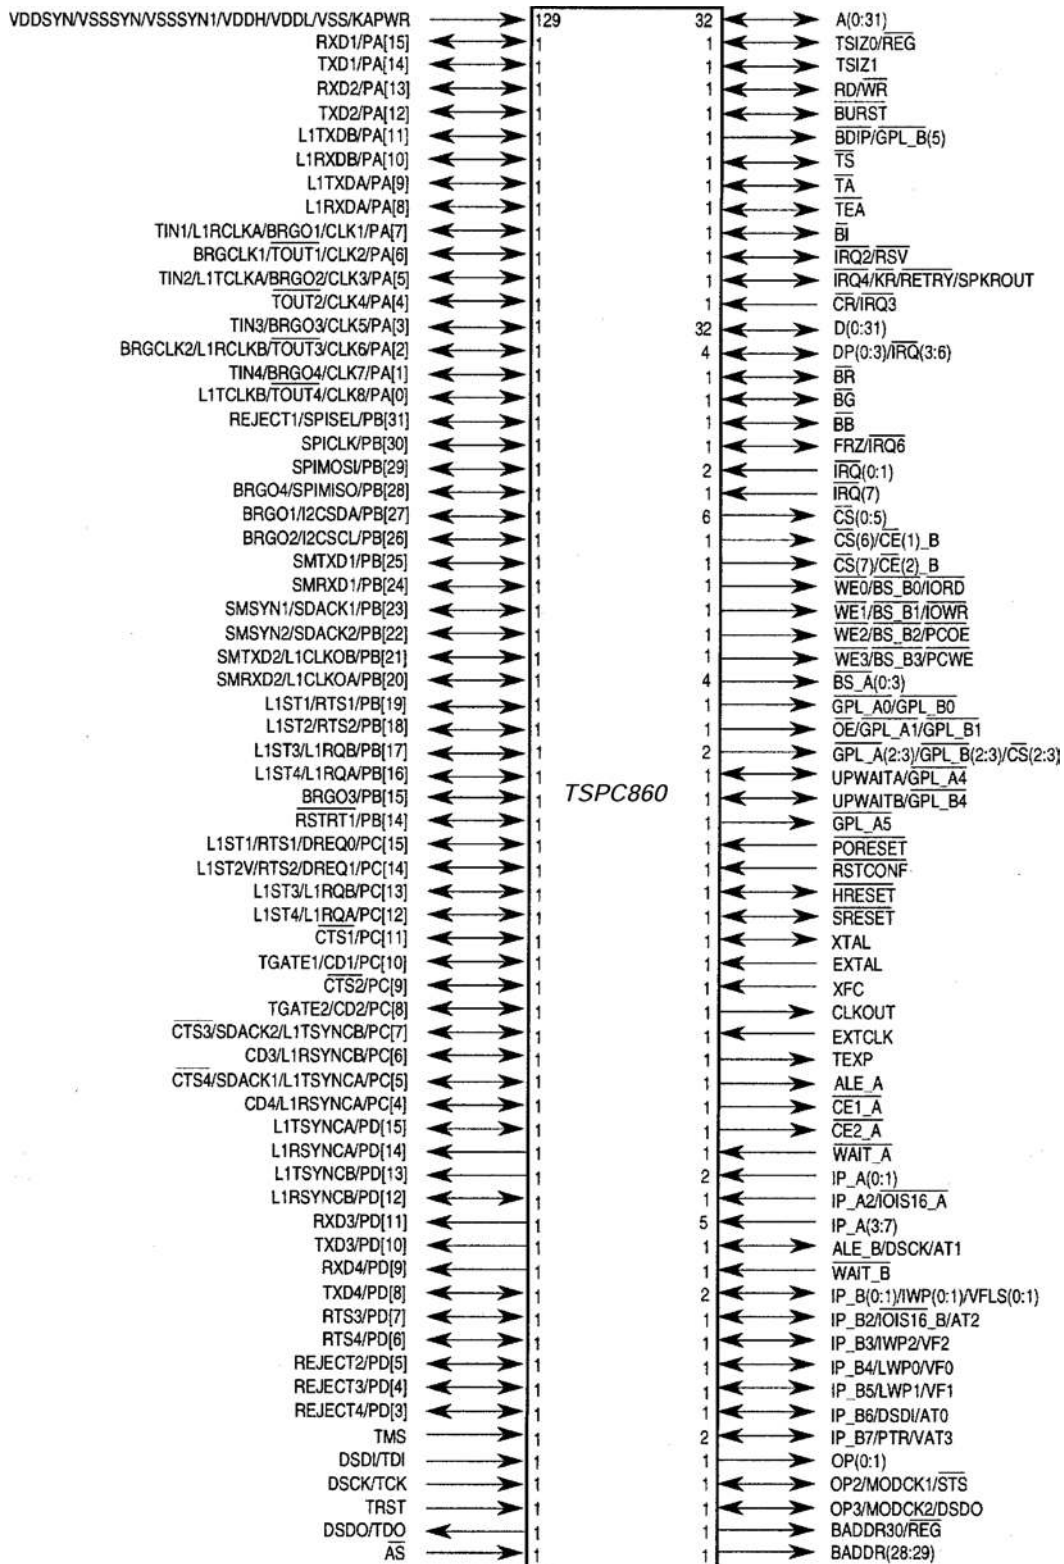 VDDSYN/VSSSYN/VSSSYN1/VDDH/VDDL/VSS/KAPWR 129 32 A(0:31)
RXD1/PA[15] 1 1 TSIZ0/REG
TXD1/PA[14] 1 1 TSIZ1
RXD2/PA[13] 1 1 RD/WR
TXD2/PA[12] 1 1 BURST
L1TXDB/PA[11] 1 1 BDIP/GPL_B(5)
L1RXDB/PA[10] 1 1 TS
L1TXDA/PA[9] 1 1 TA
L1RXDA/PA[8] 1 1 TEA
TIN1/L1RCLKA/BRGO1/CLK1/PA[7] 1 1 BI
BRGCLK1/TOUT1/CLK2/PA[6] 1 1 IRQ2/RSV
TIN2/L1TCLKA/BRGO2/CLK3/PA[5] 1 1 IRQ4/KR/RETRY/SPKROUT
TOUT2/CLK4/PA[4] 1 1 CR/IRQ3
TIN3/BRGO3/CLK5/PA[3] 1 32 D(0:31)
BRGCLK2/L1RCLKB/TOUT3/CLK6/PA[2] 1 4 DP(0:3)/IRQ(3:6)
TIN4/BRGO4/CLK7/PA[1] 1 1 BR
L1TCLKB/TOUT4/CLK8/PA[0] 1 1 BG
REJECT1/SPISEL/PB[31] 1 1 BB
SPICLK/PB[30] 1 1 FRZ/IRQ6
SPIMOSI/PB[29] 1 2 IRQ(0:1)
BRGO4/SPIMISO/PB[28] 1 1 IRQ(7)
BRGO1/I2CSDA/PB[27] 1 6 CS(0:5)
BRGO2/I2CSCL/PB[26] 1 1 CS(6)/CE(1)_B
SMTXD1/PB[25] 1 1 CS(7)/CE(2)_B
SMRXD1/PB[24] 1 1 WE0/BS_B0/IORD
SMSYN1/SDACK1/PB[23] 1 1 WE1/BS_B1/IOWR
SMSYN2/SDACK2/PB[22] 1 1 WE2/BS_B2/PCOE
SMTXD2/L1CLKOB/PB[21] 1 1 WE3/BS_B3/PCWE
SMRXD2/L1CLKOA/PB[20] 1 4 BS_A(0:3)
L1ST1/RTS1/PB[19] 1 1 GPL_A0/GPL_B0
L1ST2/RTS2/PB[18] 1 1 OE/GPL_A1/GPL_B1
L1ST3/L1RQB/PB[17] 1 2 GPL_A(2:3)/GPL_B(2:3)/CS(2:3)
L1ST4/L1RQA/PB[16] 1 1 UPWAITA/GPL_A4
BRGO3/PB[15] 1 TSPC860 1 UPWAITB/GPL_B4
RSTRT1/PB[14] 1 1 GPL_A5
L1ST1/RTS1/DREQ0/PC[15] 1 1 PORESET
L1ST2V/RTS2/DREQ1/PC[14] 1 1 RSTCONF
L1ST3/L1RQB/PC[13] 1 1 HRESET
L1ST4/L1RQA/PC[12] 1 1 SRESET
CTS1/PC[11] 1 1 XTAL
TGATE1/CD1/PC[10] 1 1 EXTAL
CTS2/PC[9] 1 1 XFC
TGATE2/CD2/PC[8] 1 1 CLKOUT
CTS3/SDACK2/L1TSYNCB/PC[7] 1 1 EXTCLK
CD3/L1RSYNCB/PC[6] 1 1 TEXP
CTS4/SDACK1/L1TSYNCA/PC[5] 1 1 ALE_A
CD4/L1RSYNCA/PC[4] 1 1 CE1_A
L1TSYNCA/PD[15] 1 1 CE2_A
L1RSYNCA/PD[14] 1 1 WAIT_A
L1TSYNCB/PD[13] 1 2 IP_A(0:1)
L1RSYNCB/PD[12] 1 1 IP_A2/IOIS16_A
RXD3/PD[11] 1 5 IP_A(3:7)
TXD3/PD[10] 1 1 ALE_B/DSCK/AT1
RXD4/PD[9] 1 1 WAIT_B
TXD4/PD[8] 1 2 IP_B(0:1)/IWP(0:1)/VFLS(0:1)
RTS3/PD[7] 1 1 IP_B2/IOIS16_B/AT2
RTS4/PD[6] 1 1 IP_B3/IWP2/VF2
REJECT2/PD[5] 1 1 IP_B4/LWP0/VF0
REJECT3/PD[4] 1 1 IP_B5/LWP1/VF1
REJECT4/PD[3] 1 1 IP_B6/DSDI/AT0
TMS 1 2 IP_B7/PTR/VAT3
DSDI/TDI 1 1 OP(0:1)
DSCK/TCK 1 1 OP2/MODCK1/STS
TRST 1 1 OP3/MODCK2/DSDO
DSDO/TDO 1 1 BADDR30/REG
AS 1 1 BADDR(28:29)